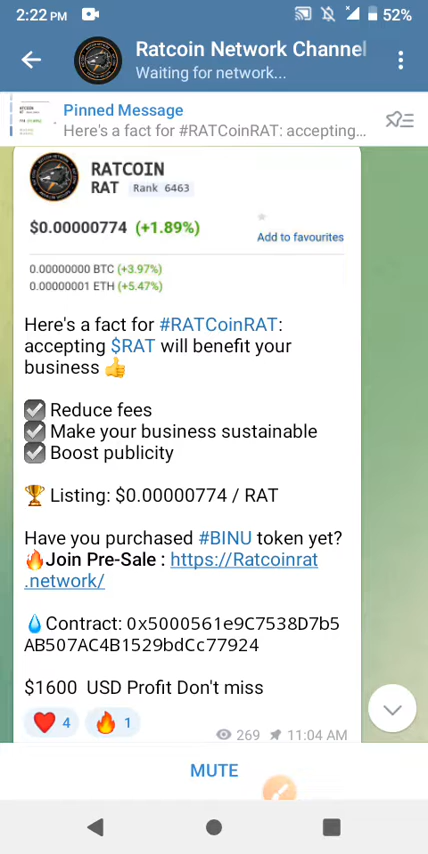 2:22 PM
52%
Ratcoin Network Channel
Waiting for network...
Pinned Message
Here's a fact for #RATCoinRAT: accepting...
RATCOIN
RAT Rank 6463
$0.00000774 (+1.89%)
Add to favourites
0.00000000 BTC (+3.97%)
0.00000001 ETH (+5.47%)
Here's a fact for #RATCoinRAT:
accepting $RAT will benefit your
business 👍
☑ Reduce fees
☑ Make your business sustainable
☑ Boost publicity
🏆 Listing: $0.00000774 / RAT
Have you purchased #BINU token yet?
🔥Join Pre-Sale : https://Ratcoinrat
.network/
💧Contract: 0x5000561e9C7538D7b5
AB507AC4B1529bdCc77924
$1600 USD Profit Don't miss
❤️ 4 🔥 1
269 11:04 AM
MUTE